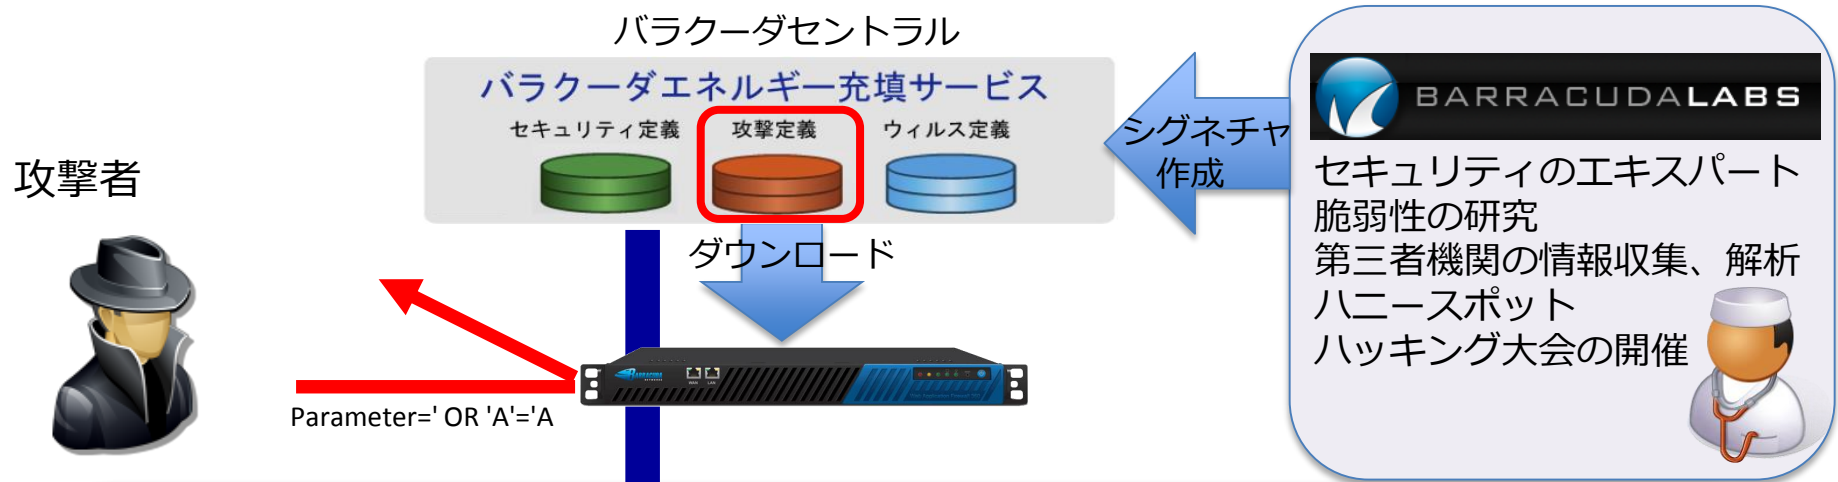 バラクーダセントラル
バラクーダエネルギー充填サービス
セキュリティ定義
攻撃定義
ウィルス定義
シグネチャ
作成
BARRACUDALABS
セキュリティのエキスパート
脆弱性の研究
第三者機関の情報収集、解析
ハニースポット
ハッキング大会の開催
攻撃者
ダウンロード
Parameter=' OR 'A'='A
BARRACUDA
NETWORKS
WAN
LAN